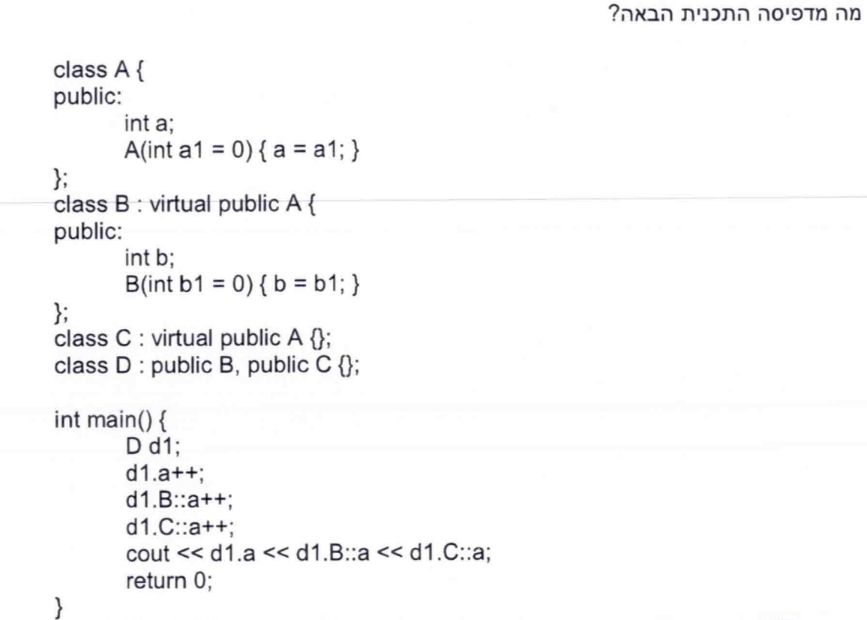 מה מדפיסה התכנית הבאה?
class A {
public:
int a;
A(int a1 = 0) { a = a1; }
};
class B : virtual public A {
public:
int b;
B(int b1 = 0) { b = b1; }
};
class C : virtual public A {};
class D : public B, public C {};
int main() {
D d1;
d1.a++;
d1.B::a++;
d1.C::a++;
cout << d1.a << d1.B::a << d1.C::a;
return 0;
}